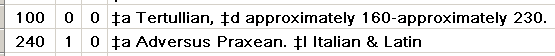 100 0 0 ‡a Tertullian, ‡d approximately 160-approximately 230.
240 1 0 ‡a Adversus Praxean. ‡l Italian & Latin